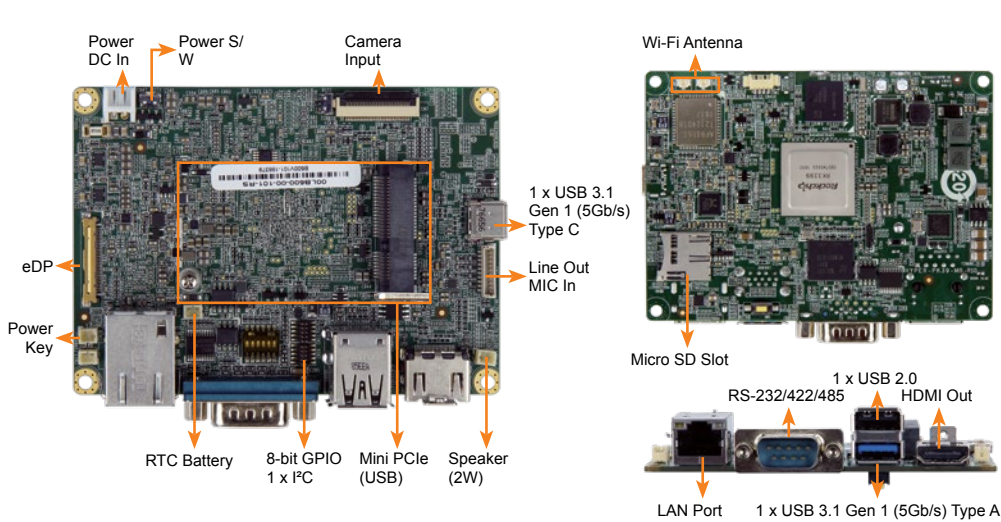 Power
DC In
Power S/
W
Camera
Input
1 x USB 3.1
Gen 1 (5Gb/s)
Type C
Line Out
MIC In
eDP
Power
Key
RTC Battery
8-bit GPIO
1 x I²C
Mini PCIe
(USB)
Speaker
(2W)
Wi-Fi Antenna
Rockchip
RK3399
20
Micro SD Slot
1 x USB 2.0
RS-232/422/485
HDMI Out
LAN Port
1 x USB 3.1 Gen 1 (5Gb/s) Type A